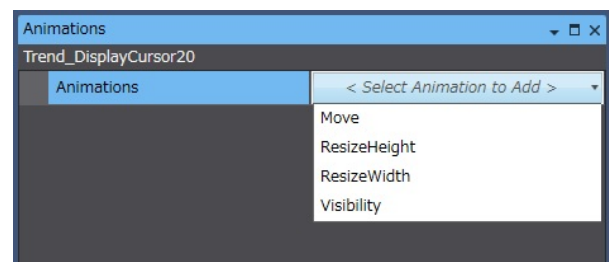 Animations
Trend_DisplayCursor20
Animations < Select Animation to Add >
Move
ResizeHeight
ResizeWidth
Visibility